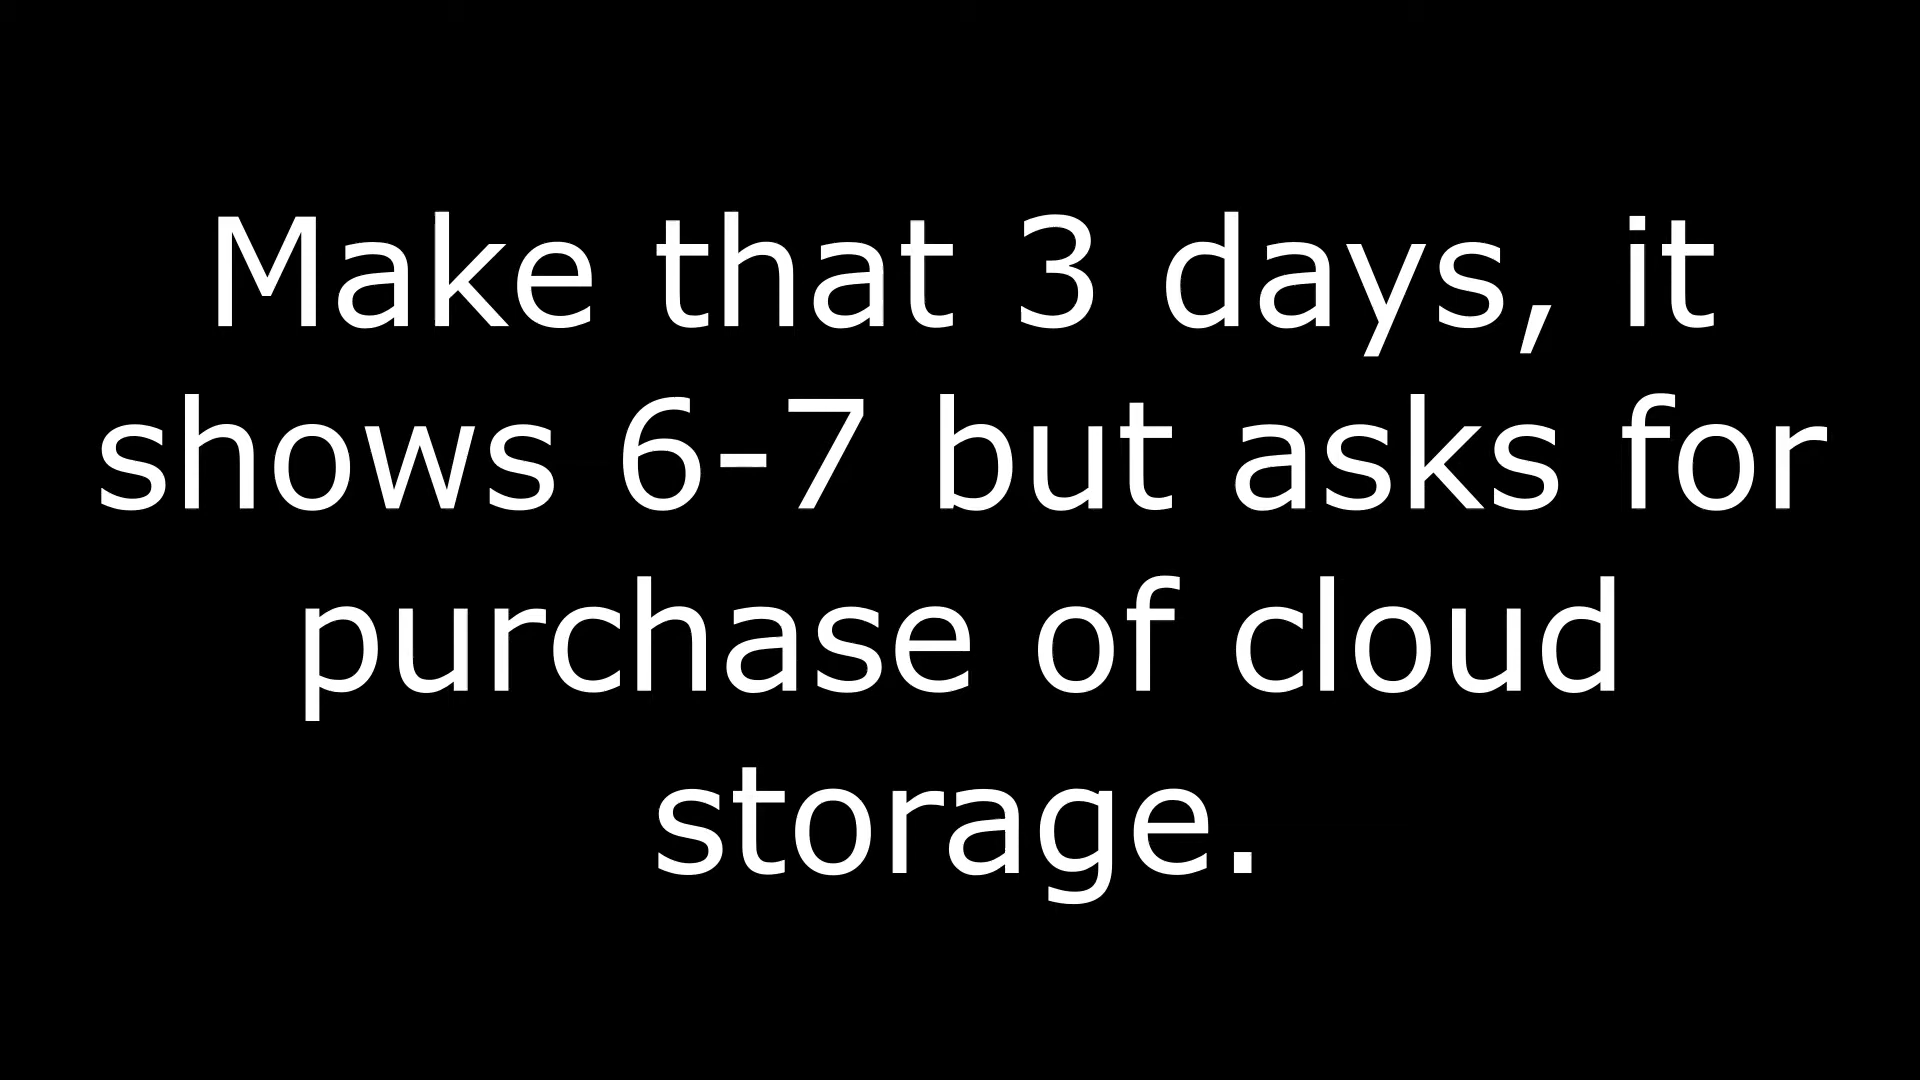 Make that 3 days, it
shows 6-7 but asks for
purchase of cloud
storage.